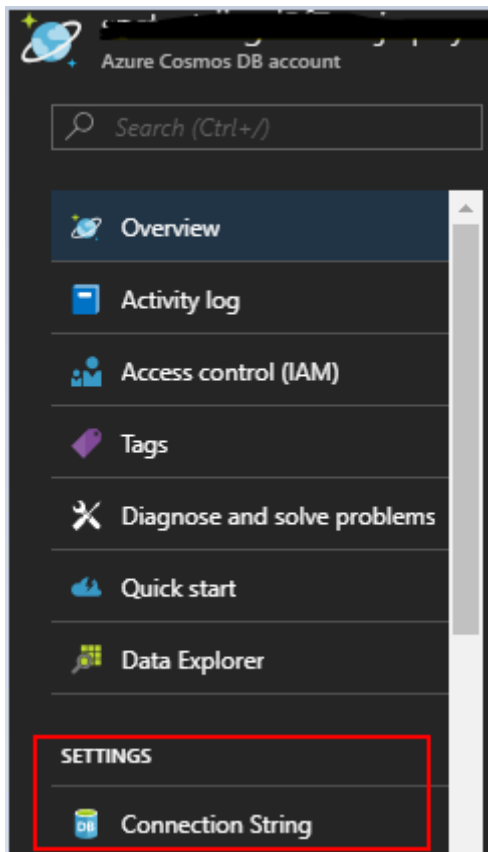 Azure Cosmos DB account
Search (Ctrl+/)
Overview
Activity log
Access control (IAM)
Tags
Diagnose and solve problems
Quick start
Data Explorer
SETTINGS
DB
Connection String